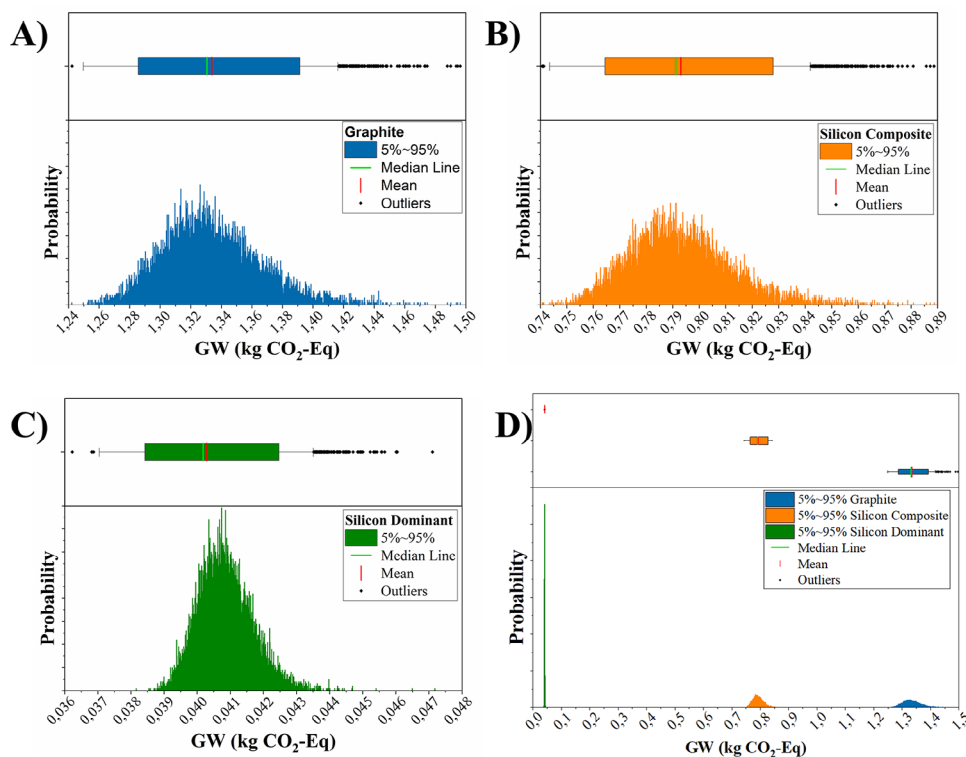 A)
Graphite
5%~95%
Median Line
Mean
Outliers
Probability
1,24 1,26 1,28 1,30 1,32 1,34 1,36 1,38 1,40 1,42 1,44 1,46 1,48 1,50
GW (kg CO₂-Eq)
B)
Silicon Composite
5%~95%
Median Line
Mean
Outliers
Probability
0,74 0,75 0,76 0,77 0,78 0,79 0,80 0,81 0,82 0,83 0,84 0,85 0,86 0,87 0,88 0,89
GW (kg CO₂-Eq)
C)
Silicon Dominant
5%~95%
Median Line
Mean
Outliers
Probability
0,036 0,037 0,038 0,039 0,040 0,041 0,042 0,043 0,044 0,045 0,046 0,047 0,048
GW (kg CO₂-Eq)
D)
5%~95% Graphite
5%~95% Silicon Composite
5%~95% Silicon Dominant
Median Line
Mean
Outliers
Probability
0,0 0,1 0,2 0,3 0,4 0,5 0,6 0,7 0,8 0,9 1,0 1,1 1,2 1,3 1,4 1,5
GW (kg CO₂-Eq)